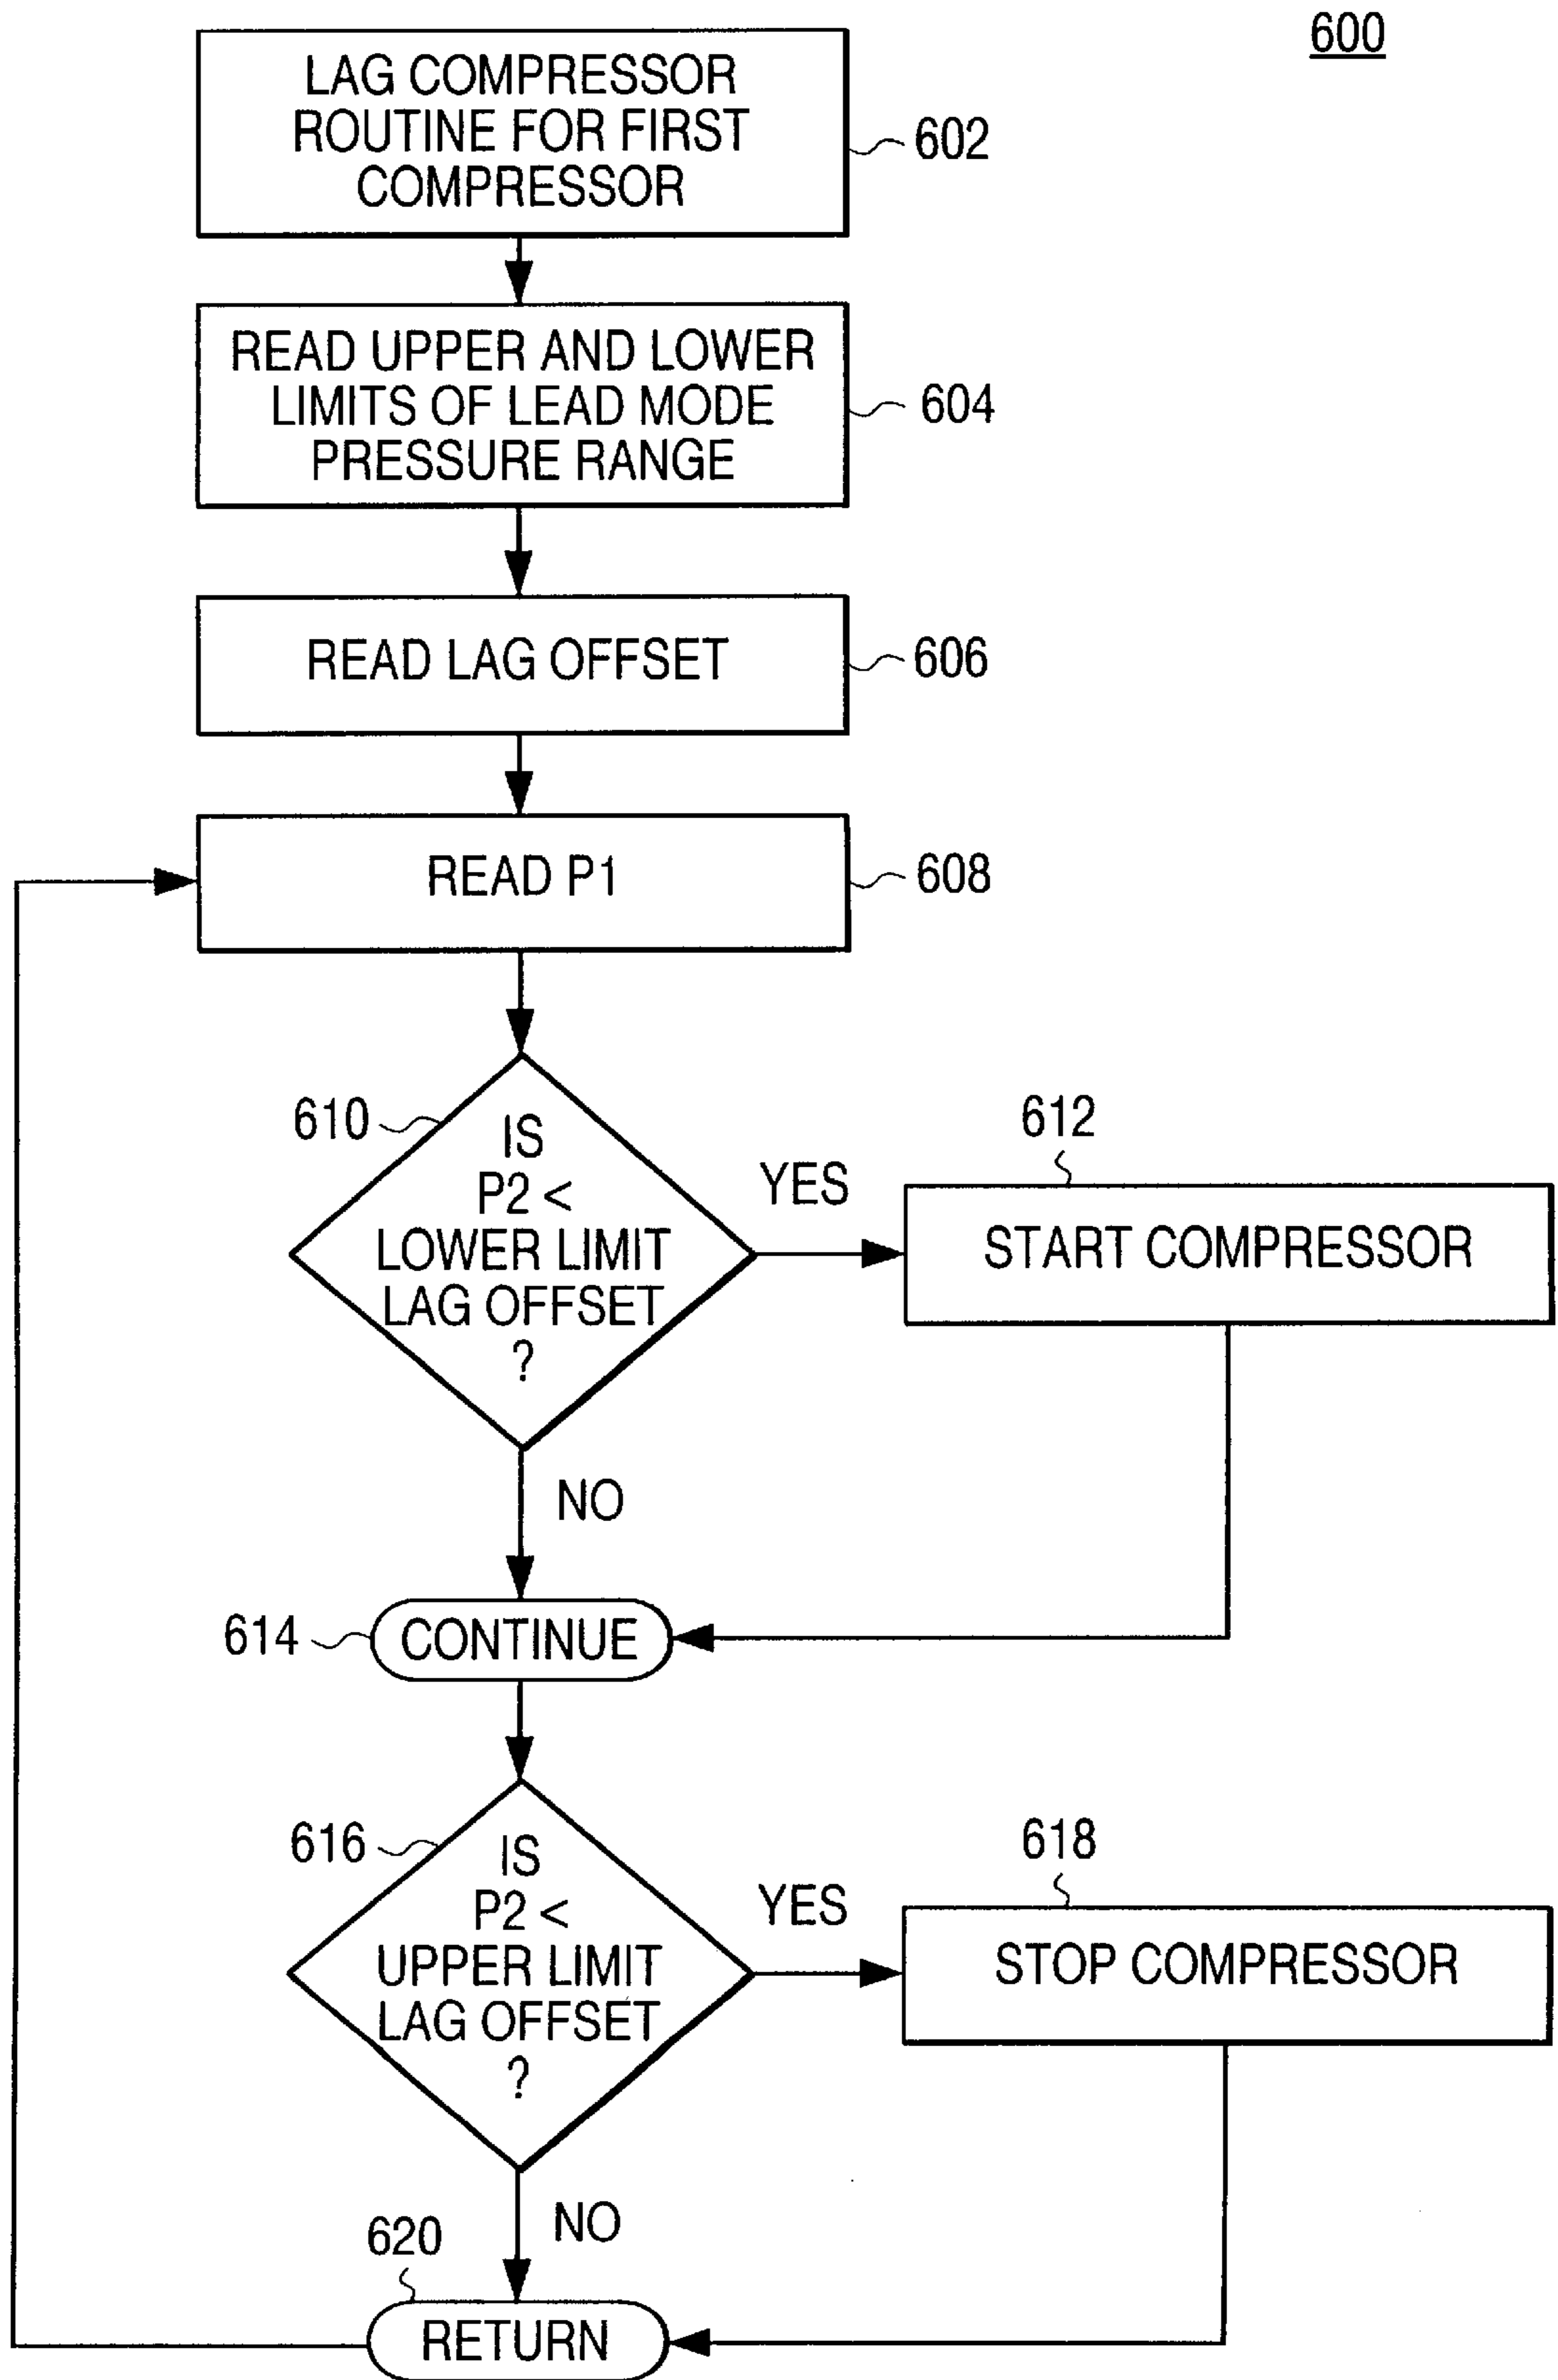 600
LAG COMPRESSOR
ROUTINE FOR FIRST
COMPRESSOR
602
READ UPPER AND LOWER
LIMITS OF LEAD MODE
PRESSURE RANGE
604
READ LAG OFFSET
606
READ P1
608
610
IS
P2 <
LOWER LIMIT
LAG OFFSET
?
YES
612
START COMPRESSOR
NO
614
CONTINUE
616
IS
P2 <
UPPER LIMIT
LAG OFFSET
?
YES
618
STOP COMPRESSOR
NO
620
RETURN